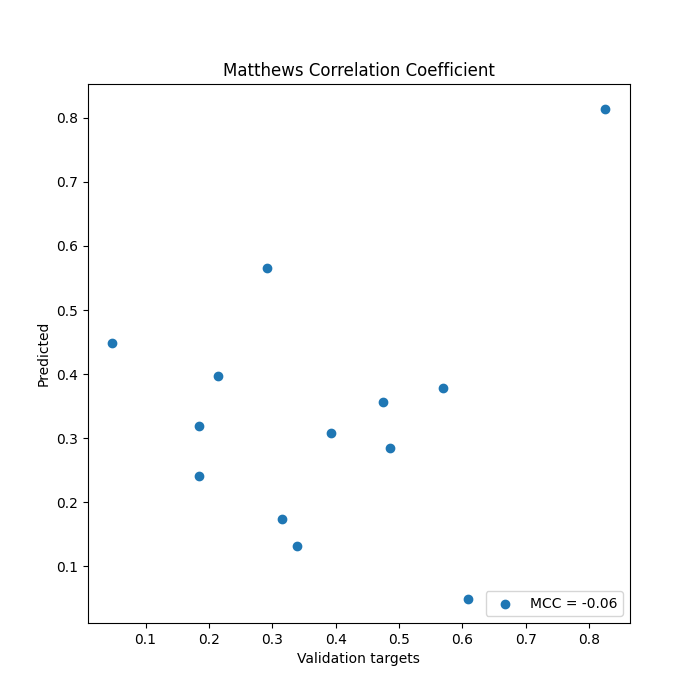 Matthews Correlation Coefficient
0.8
0.7
0.6
0.5
0.4
0.3
0.2
0.1
Predicted
MCC = -0.06
0.1 0.2 0.3 0.4 0.5 0.6 0.7 0.8
Validation targets